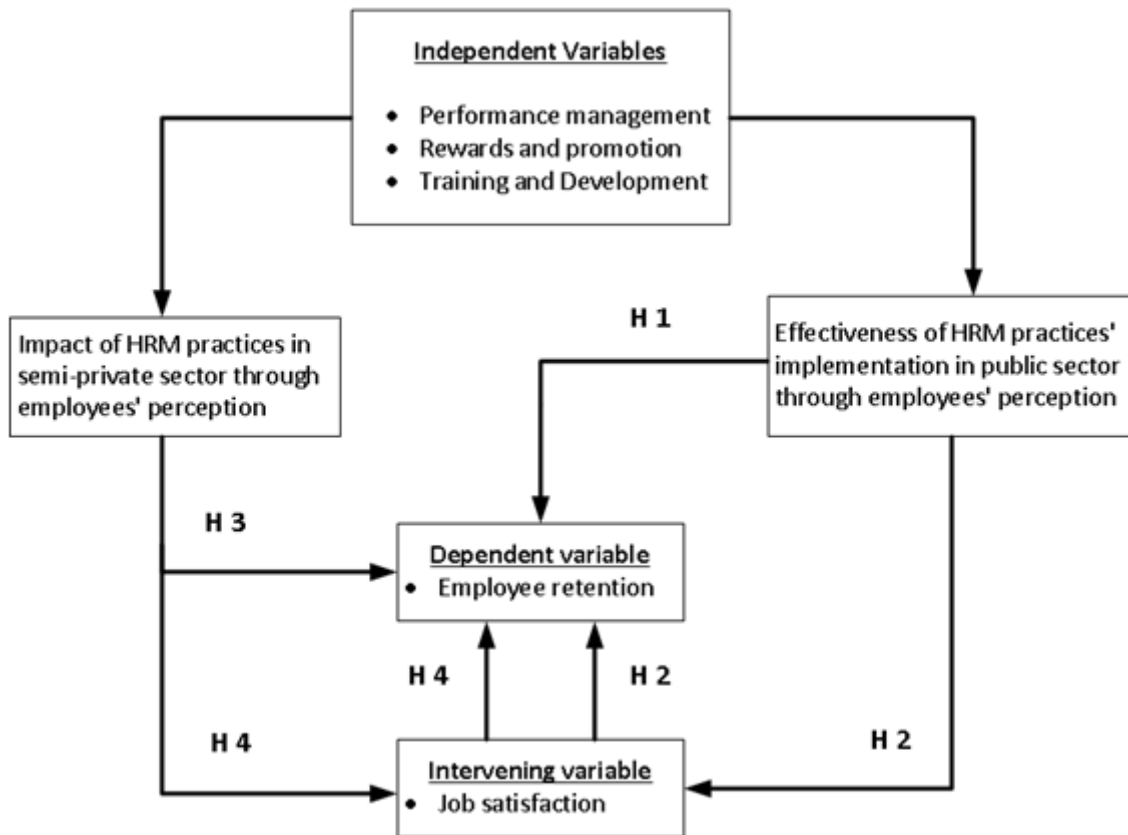 Independent Variables
• Performance management
• Rewards and promotion
• Training and Development
Impact of HRM practices in
semi-private sector through
employees' perception
H 1
Effectiveness of HRM practices'
implementation in public sector
through employees' perception
H 3
Dependent variable
• Employee retention
H 4
H 2
H 4
H 2
Intervening variable
• Job satisfaction